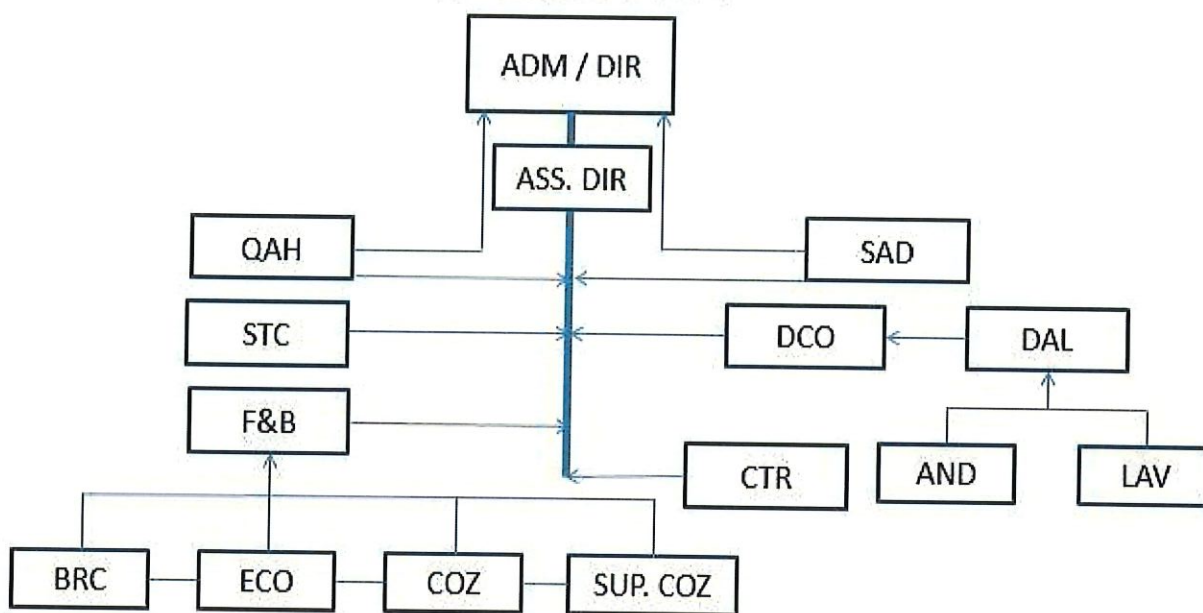 ADM / DIR
ASS. DIR
QAH
SAD
STC
DCO
DAL
F&B
CTR
AND
LAV
BRC
ECO
COZ
SUP. COZ